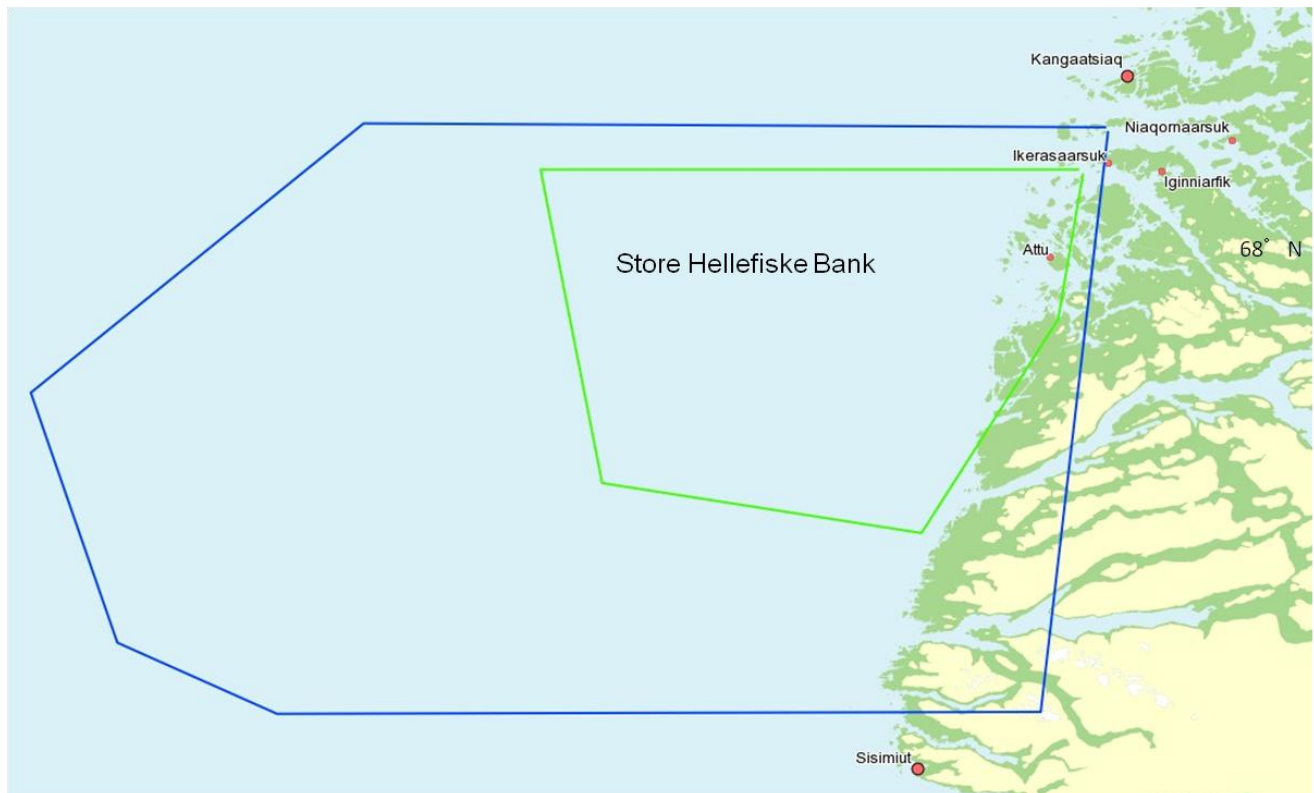 Kangaatsiaq
Niaqornaarsuk
Ikerasaarsuk
Iginniarfik
Attu
68° N
Store Hellefiske Bank
Sisimiut